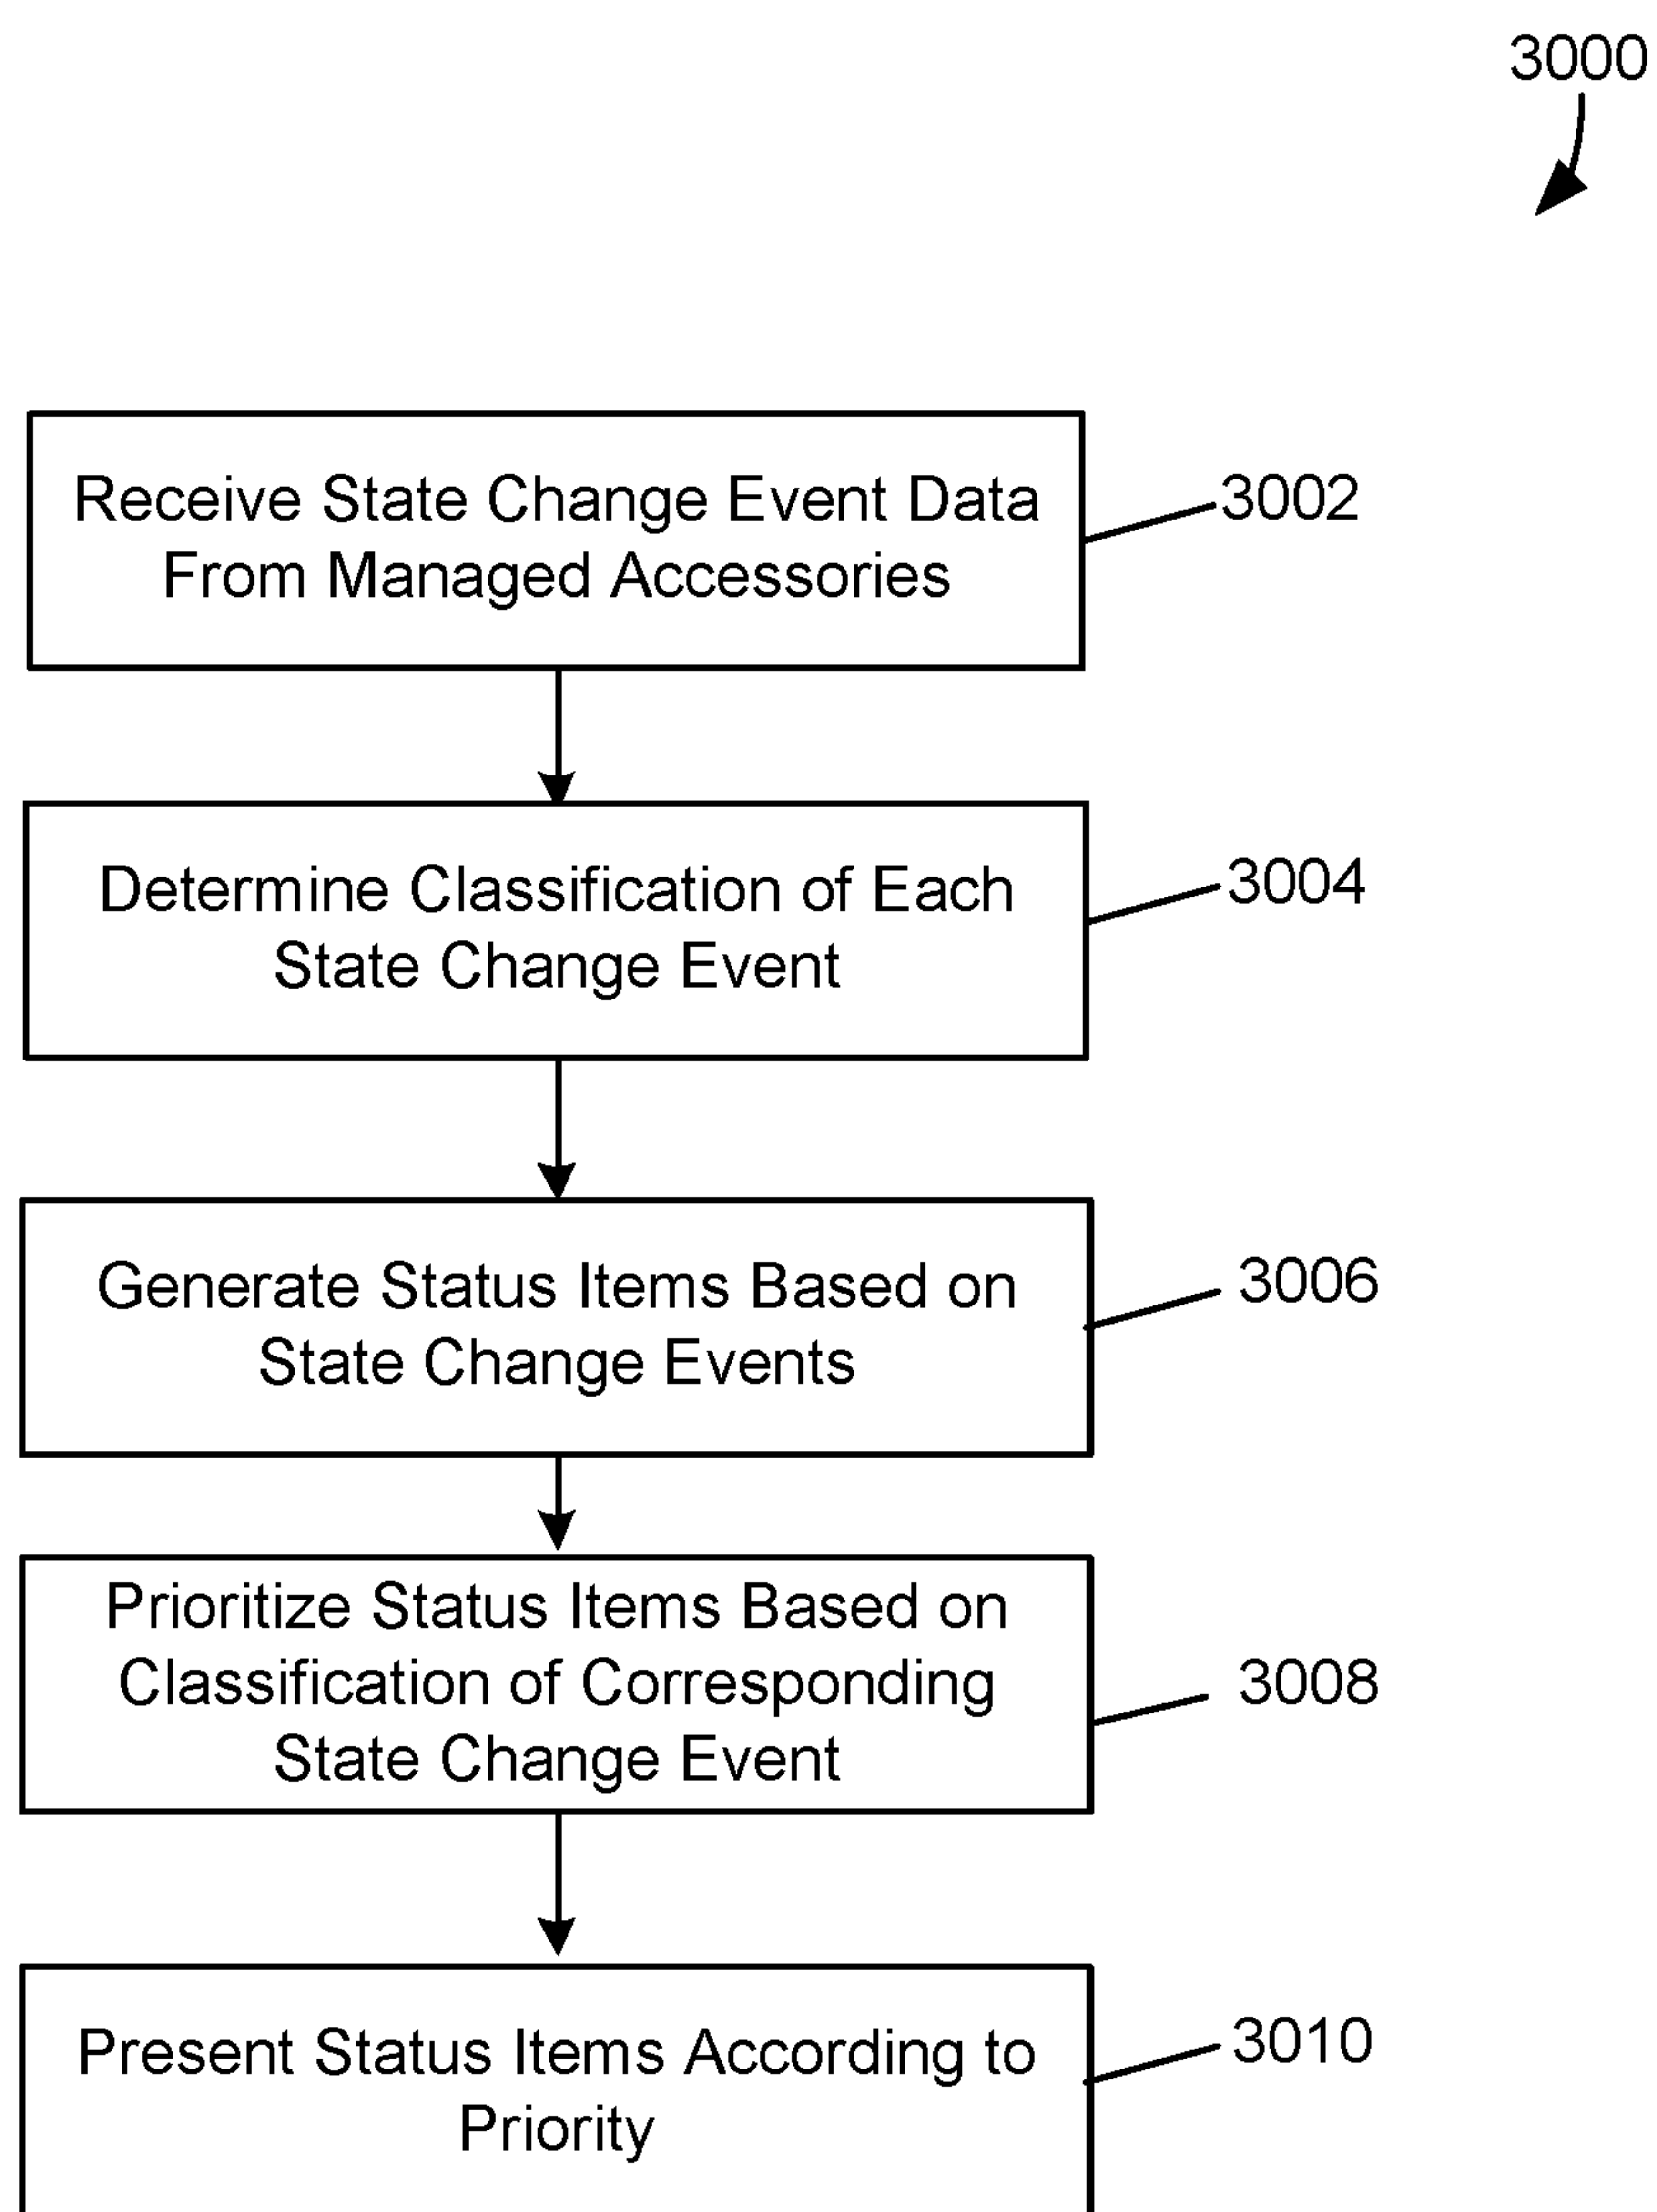 3000
Receive State Change Event Data
From Managed Accessories
3002
Determine Classification of Each
State Change Event
3004
Generate Status Items Based on
State Change Events
3006
Prioritize Status Items Based on
Classification of Corresponding
State Change Event
3008
Present Status Items According to
Priority
3010